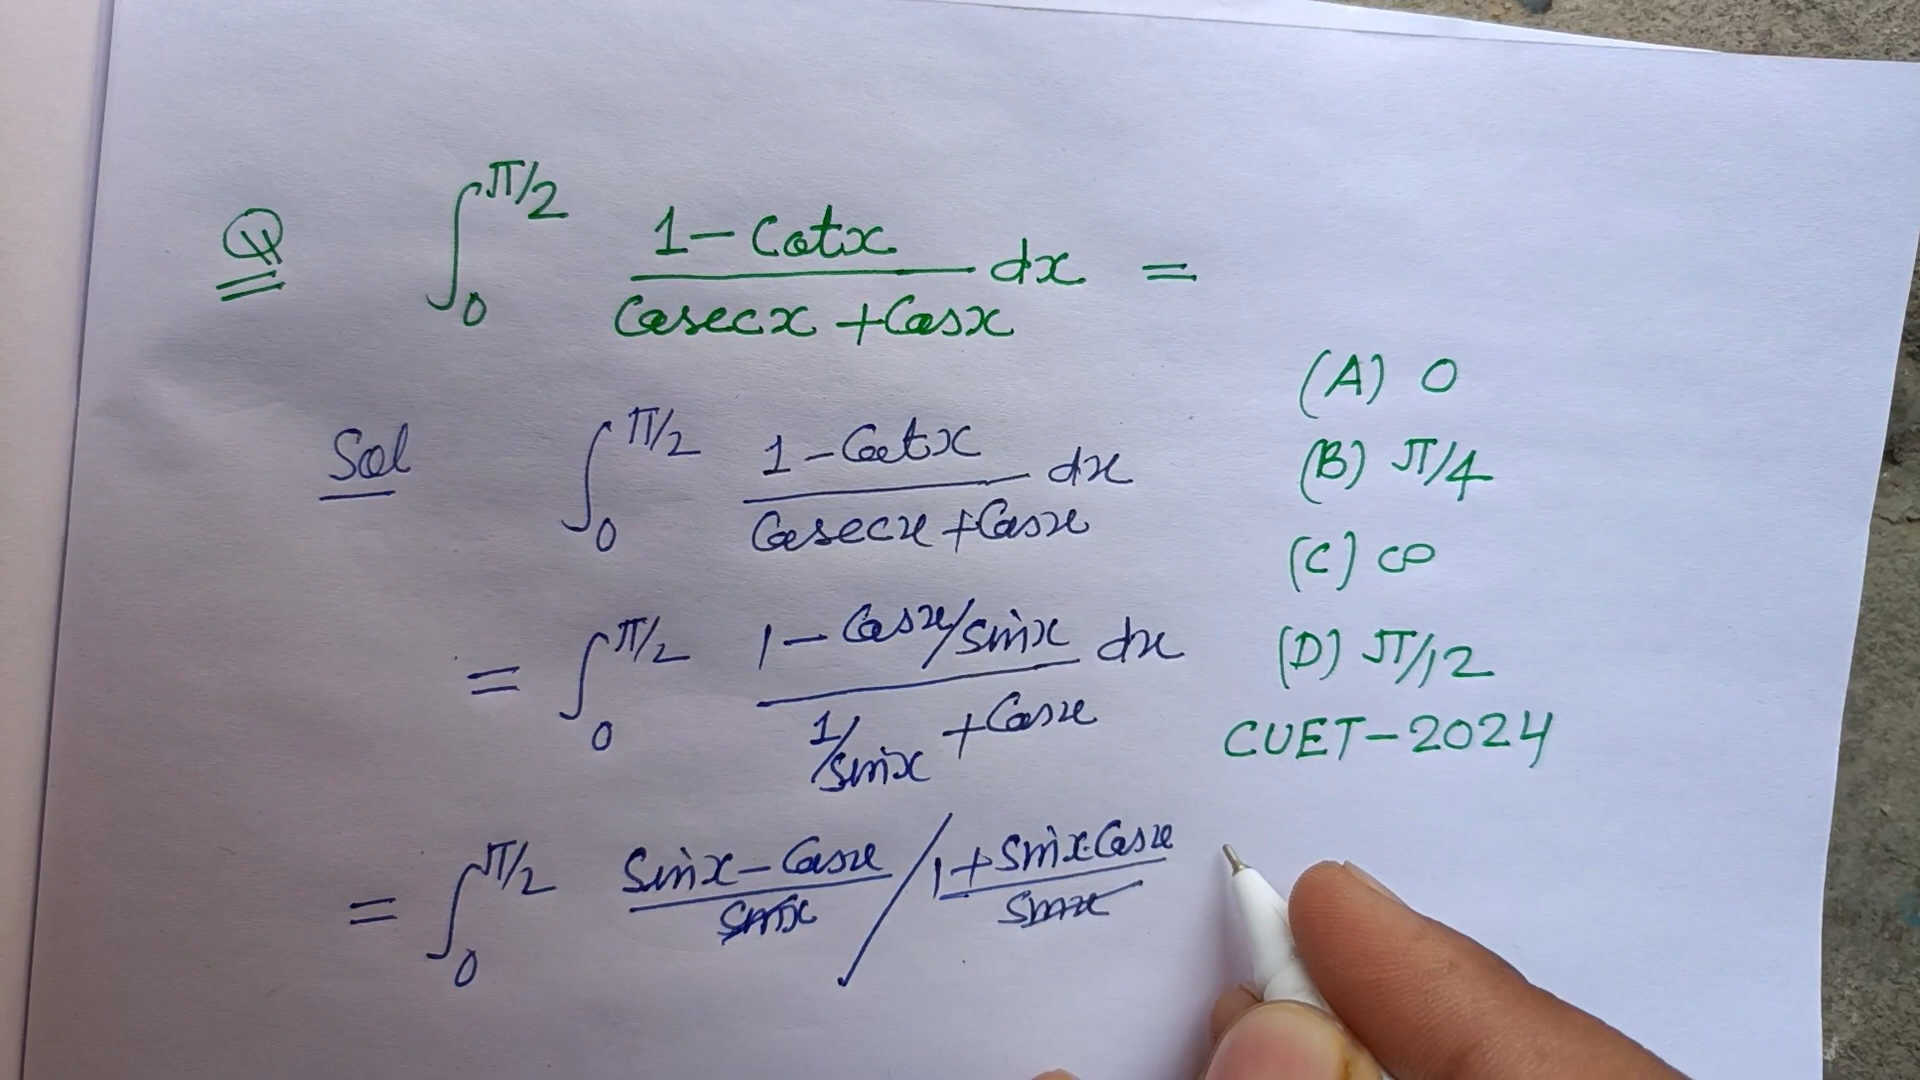 Q ∫₀^π/2 (1 - Cotx)/(Cosecx + Cosx) dx =
(A) 0
Sol ∫₀^π/2 (1 - Cotx)/(Cosecx + Cosx) dx
(B) π/4
(C) ∞
= ∫₀^π/2 (1 - Cosx/sinx)/(1/sinx + Cosx) dx
(D) π/12
CUET-2024
= ∫₀^π/2 (Sinx - Cosx)/sinx / (1 + Sinx·Cosx)/sinx